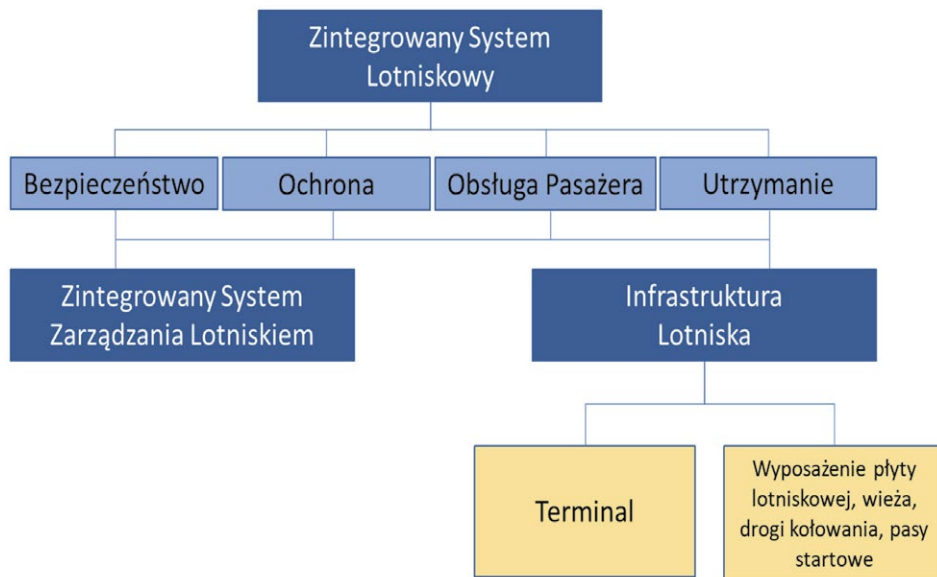 Zintegrowany System
Lotniskowy
Bezpieczeństwo
Ochrona
Obsługa Pasażera
Utrzymanie
Zintegrowany System
Zarządzania Lotniskiem
Infrastruktura
Lotniska
Terminal
Wyposażenie płyty
lotniskowej, wieża,
drogi kołowania, pasy
startowe